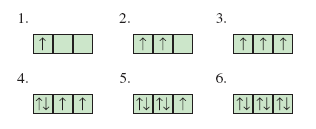 1. 2. 3.
↑ ↑ ↑ ↑ ↑ ↑
4. 5. 6.
↑↓ ↑ ↑ ↑↓ ↑↓ ↑ ↑↓ ↑↓ ↑↓